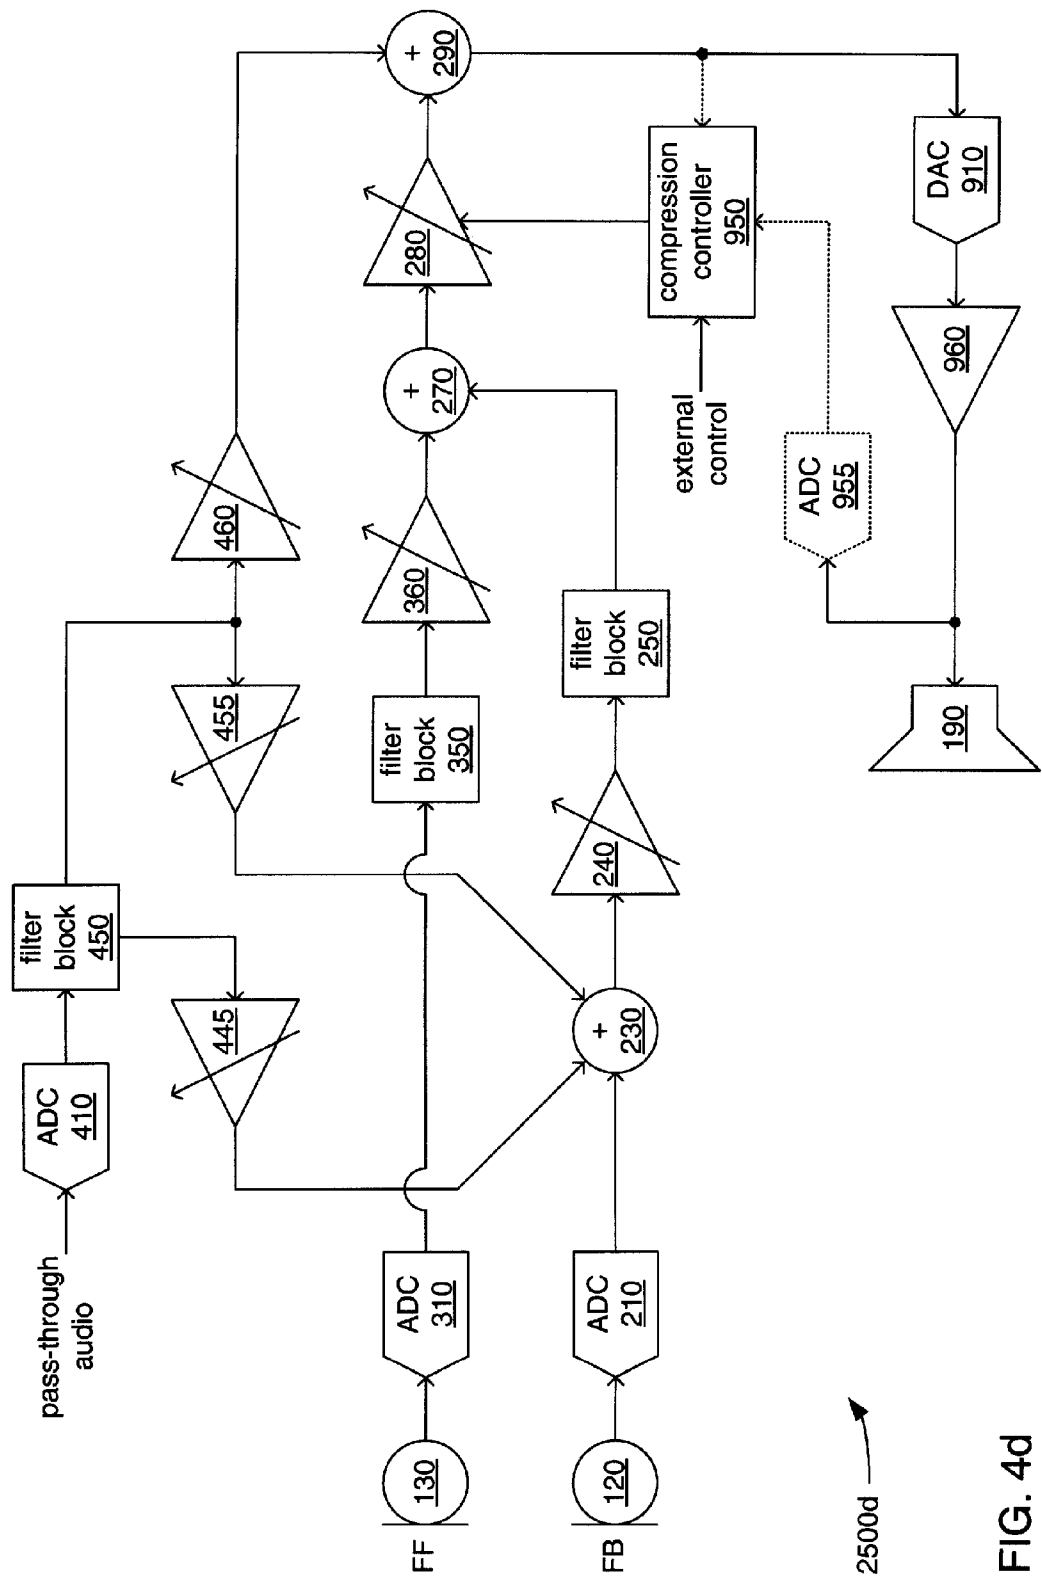 pass-through
audio
ADC
410
filter
block
450
445
455
460
+
290
FF
130
ADC
310
filter
block
350
360
+
270
280
FB
120
ADC
210
+
230
240
filter
block
250
external
control
compression
controller
950
ADC
955
DAC
910
960
190
2500d
FIG. 4d